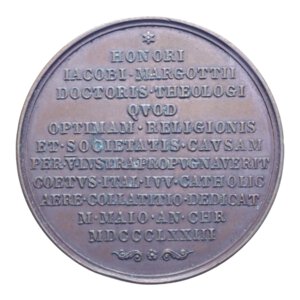 HONORI
IACOBI·MARGOTTII
DOCTORIS·THEOLOGI
QVOD
OPTIMAM·RELIGIONIS
ET·SOCIETATIS·CAVSAM
PER·V·LVSTRA·PROPVGNAVERIT
COETVS·ITAL·IVV·CATHOLIC
AERE·COLLATITIO·DEDICAT
M·MAIO·AN·CHR
MDCCCLXXIII